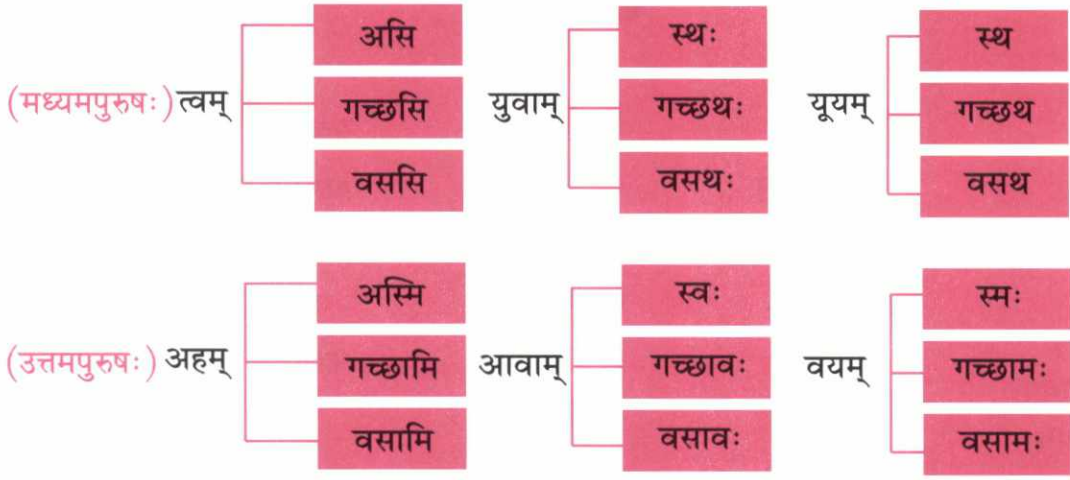 असि स्थः स्थ
(मध्यमपुरुषः) त्वम् गच्छसि युवाम् गच्छथः यूयम् गच्छथ
वससि वसथः वसथ
अस्मि स्वः स्मः
(उत्तमपुरुषः) अहम् गच्छामि आवाम् गच्छावः वयम् गच्छामः
वसामि वसावः वसामः